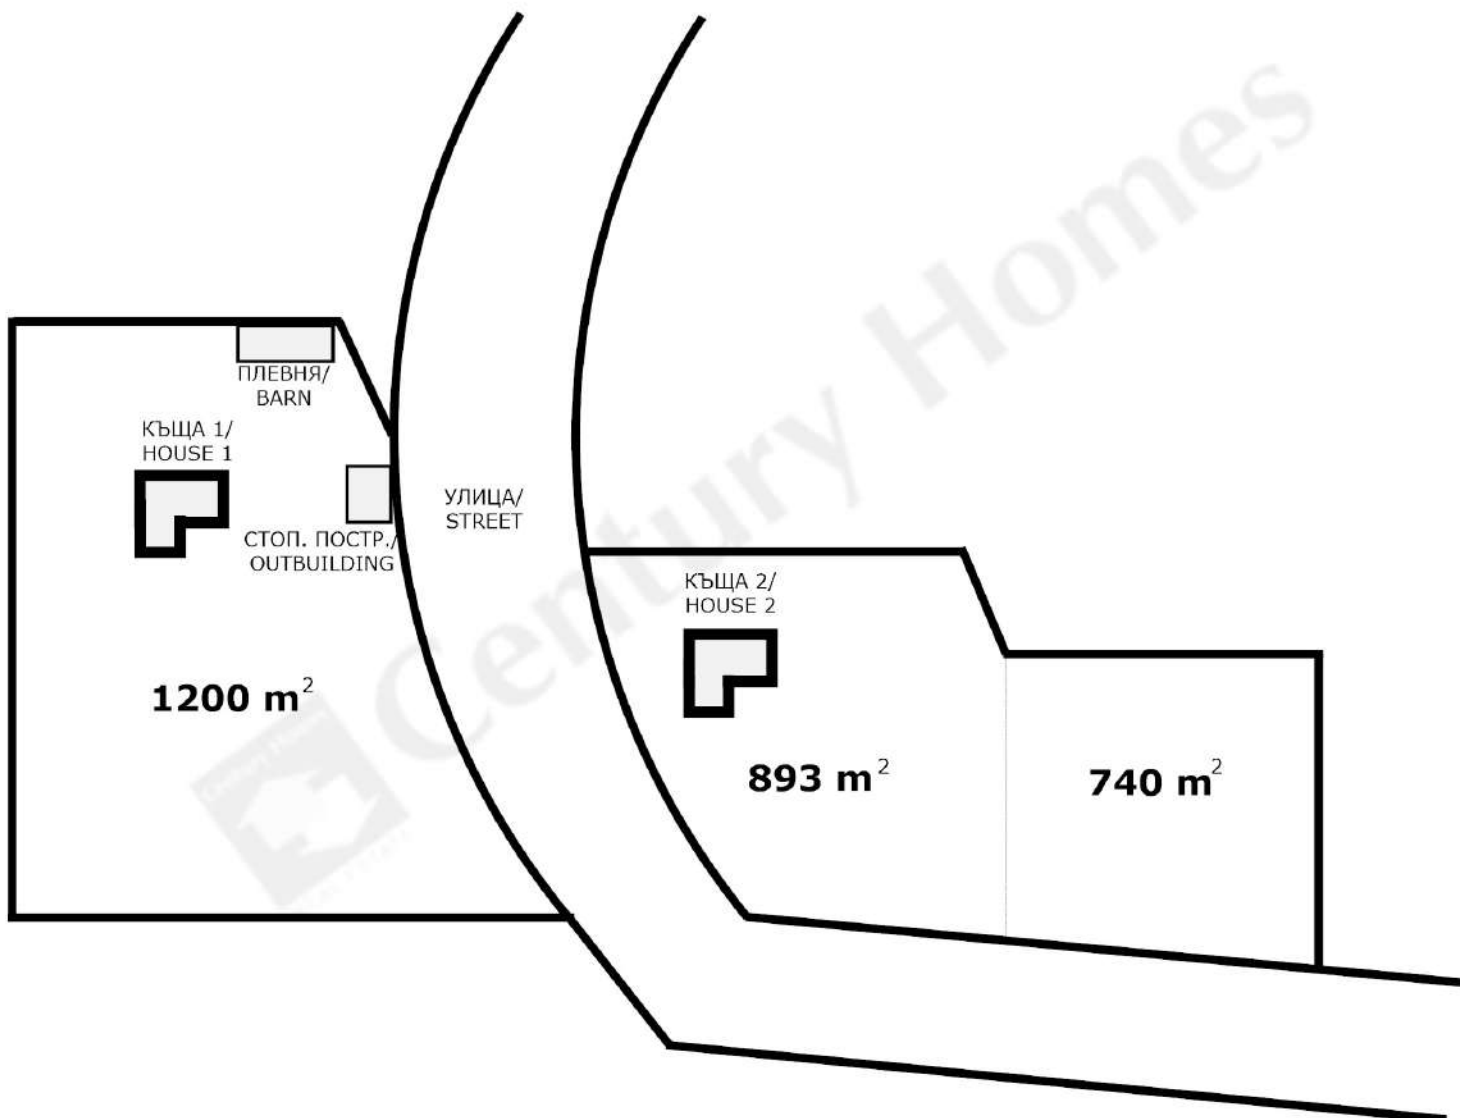 Century Homes
ПЛЕВНЯ/
BARN
КЪЩА 1/
HOUSE 1
УЛИЦА/
STREET
СТОП. ПОСТР./
OUTBUILDING
КЪЩА 2/
HOUSE 2
1200 m²
893 m²
740 m²